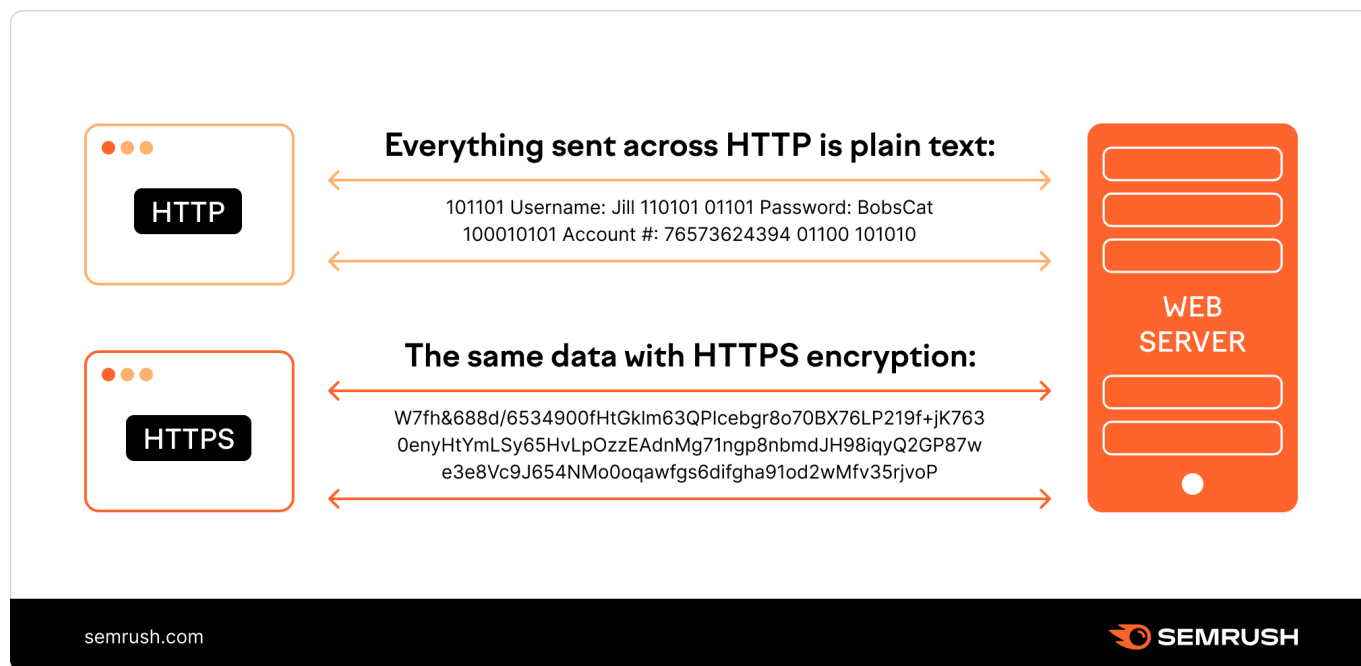 Everything sent across HTTP is plain text:
HTTP
101101 Username: Jill 110101 01101 Password: BobsCat
100010101 Account #: 76573624394 01100 101010
WEB
SERVER
The same data with HTTPS encryption:
HTTPS
W7fh&688d/6534900fHtGkIm63QPIcebgr8o70BX76LP219f+jK763
0enyHtYmLSy65HvLpOzzEAdnMg71ngp8nbmdJH98iqyQ2GP87w
e3e8Vc9J654NMo0oqawfgs6difgha91od2wMfv35rjvoP
semrush.com
SEMRUSH